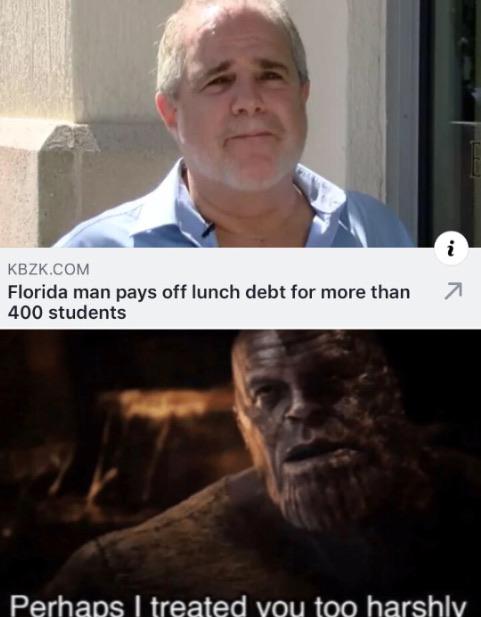 KBZK.COM
i
Florida man pays off lunch debt for more than
400 students
Perhaps I treated you too harshly